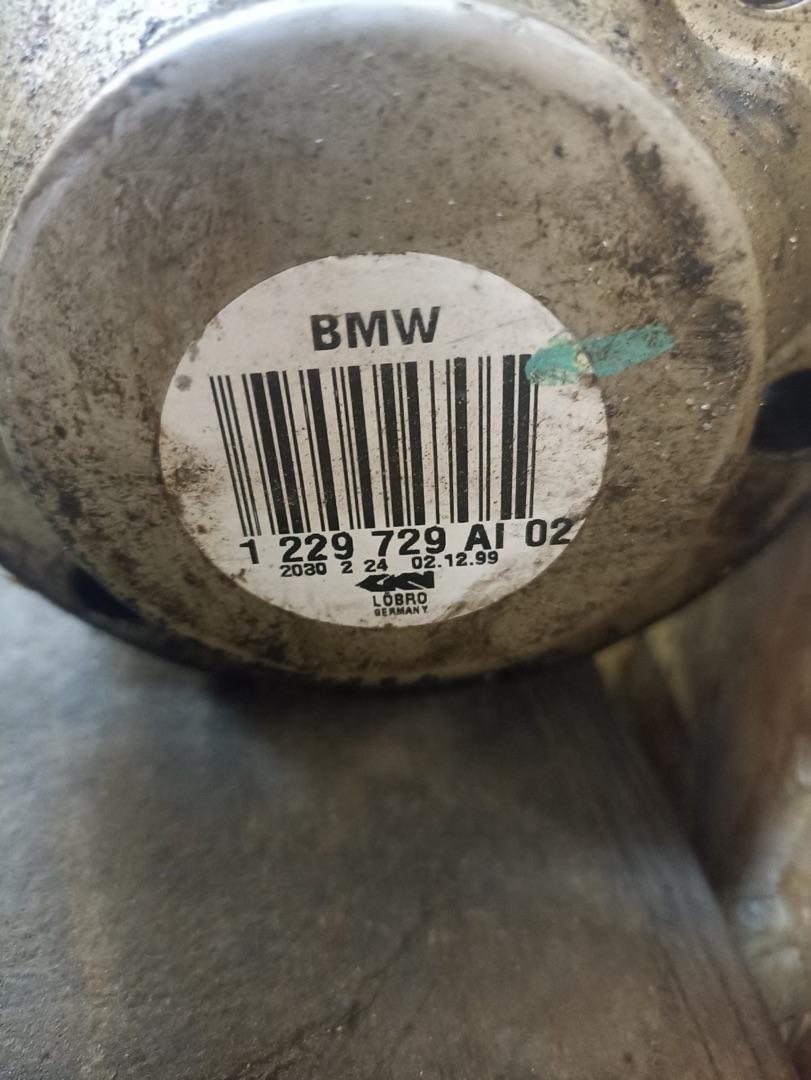 BMW
1 229 729 AI 02
2030 2 24 02.12.99
GKN
LÖBRO
GERMANY